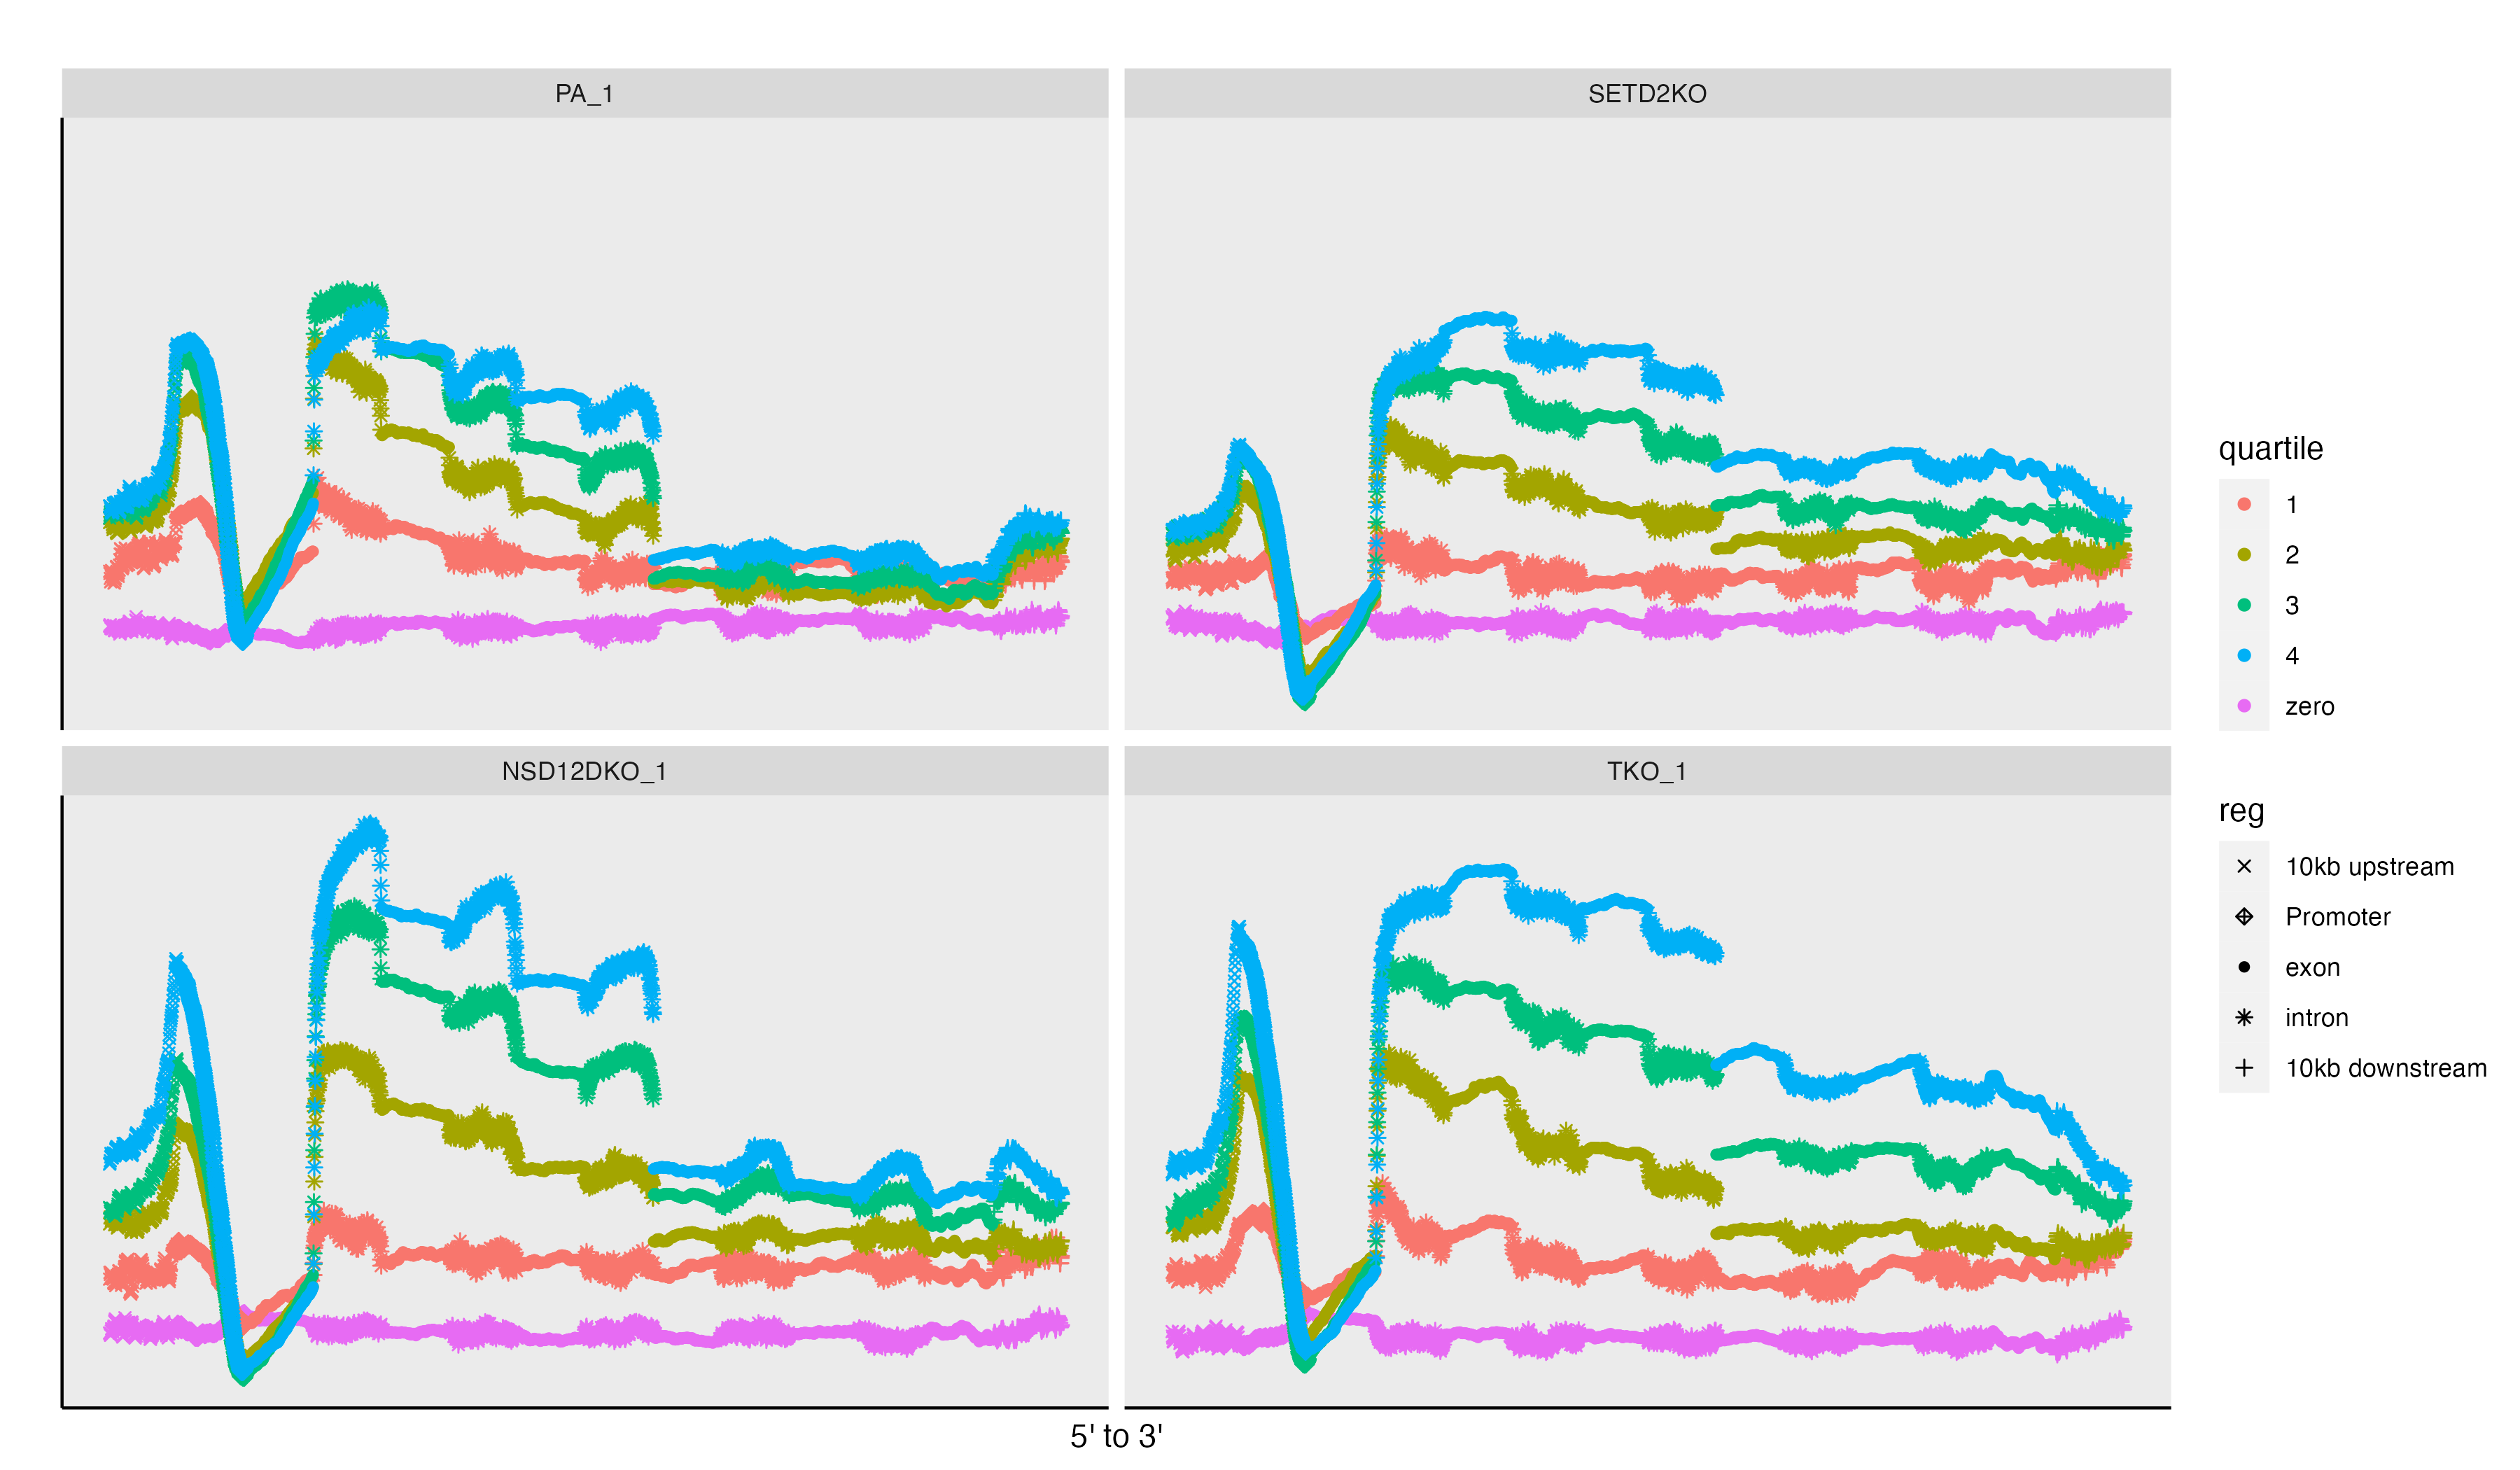 PA_1
SETD2KO
NSD12DKO_1
TKO_1
5' to 3'
quartile
1
2
3
4
zero
reg
10kb upstream
Promoter
exon
intron
10kb downstream